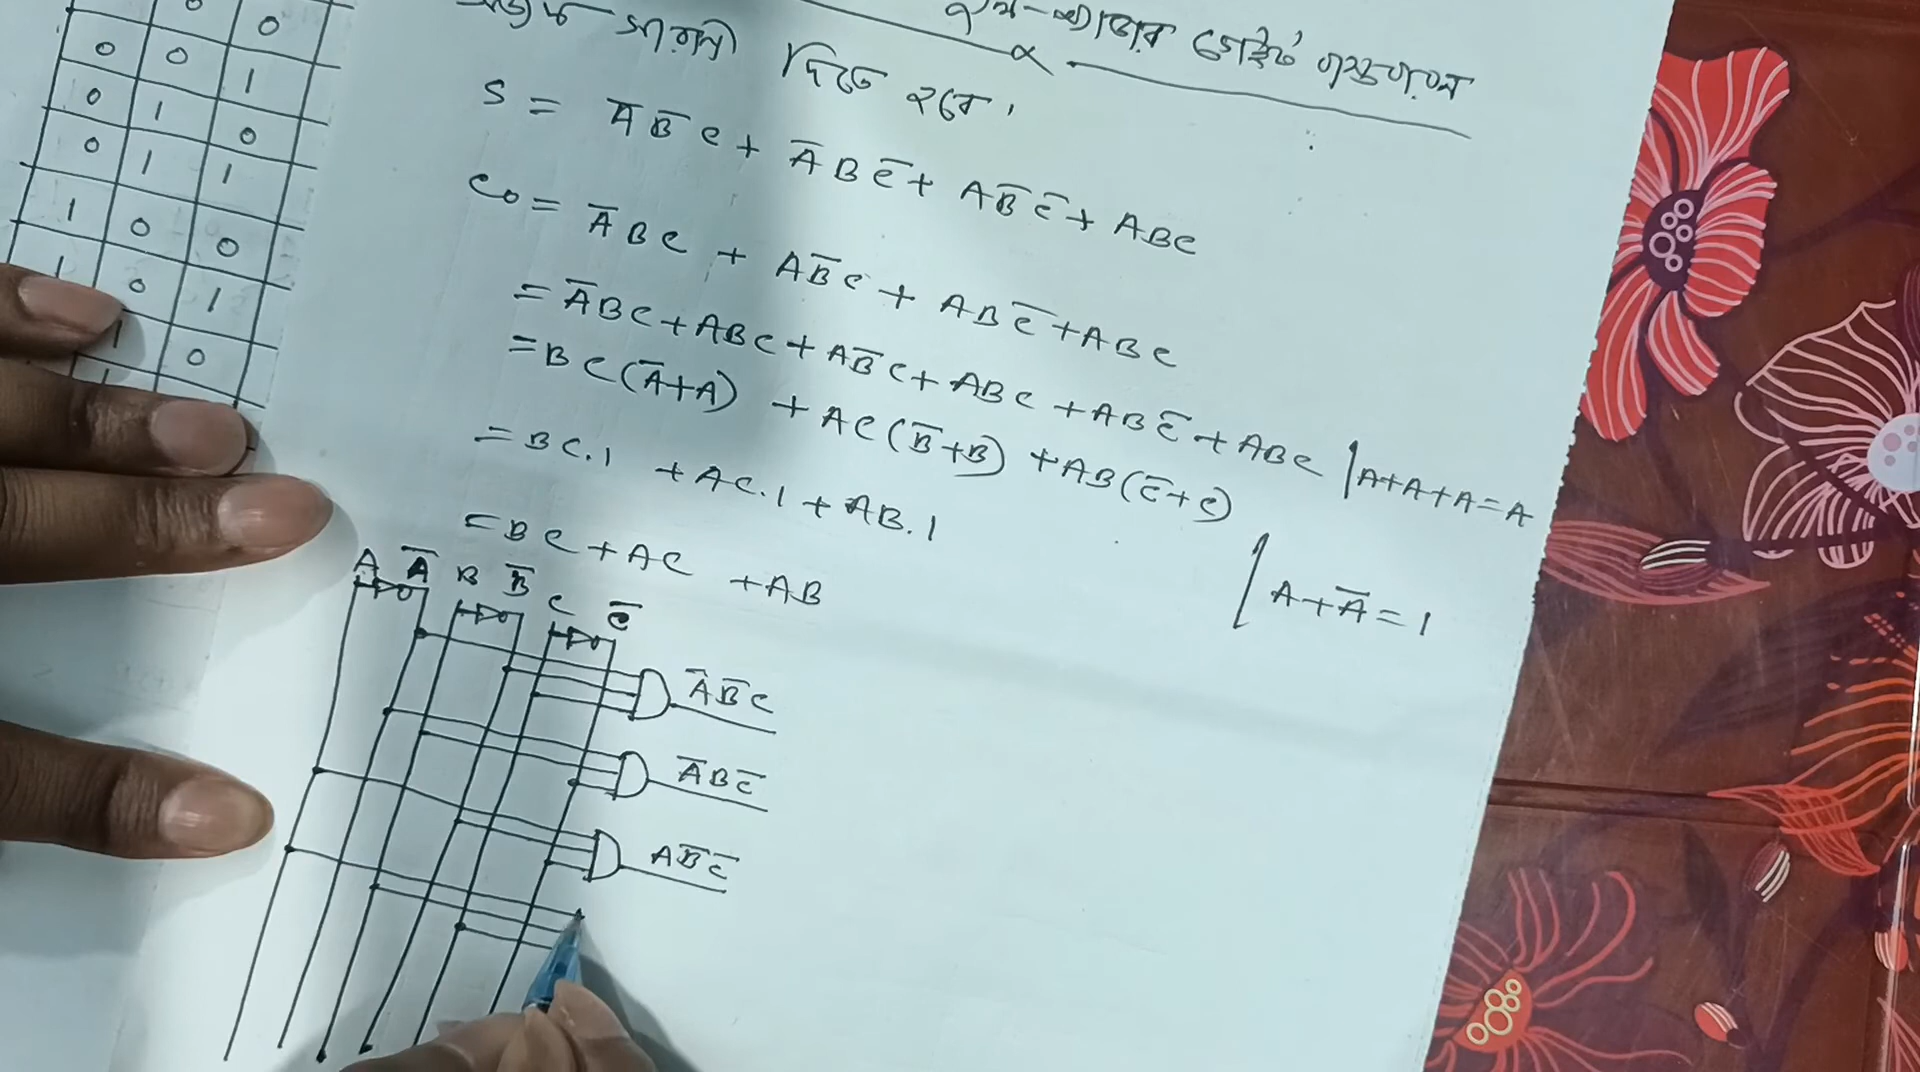 সারণী দিতে হবে।
0
0 0 1
0 1 0
0 1 1
1 0 0
1 0 1
1 0
S = A̅B̅C + A̅BC̅ + AB̅C̅ + ABC
C0 = A̅BC + AB̅C + ABC̅ + ABC
= A̅BC + ABC + AB̅C + ABC + ABC̅ + ABC | A+A+A=A
= BC(A̅+A) + AC(B̅+B) + AB(C̅+C)
= BC.1 + AC.1 + AB.1 | A+A̅=1
= BC + AC + AB
A A̅ B B̅ C C̅
A̅B̅C
A̅BC̅
AB̅C̅